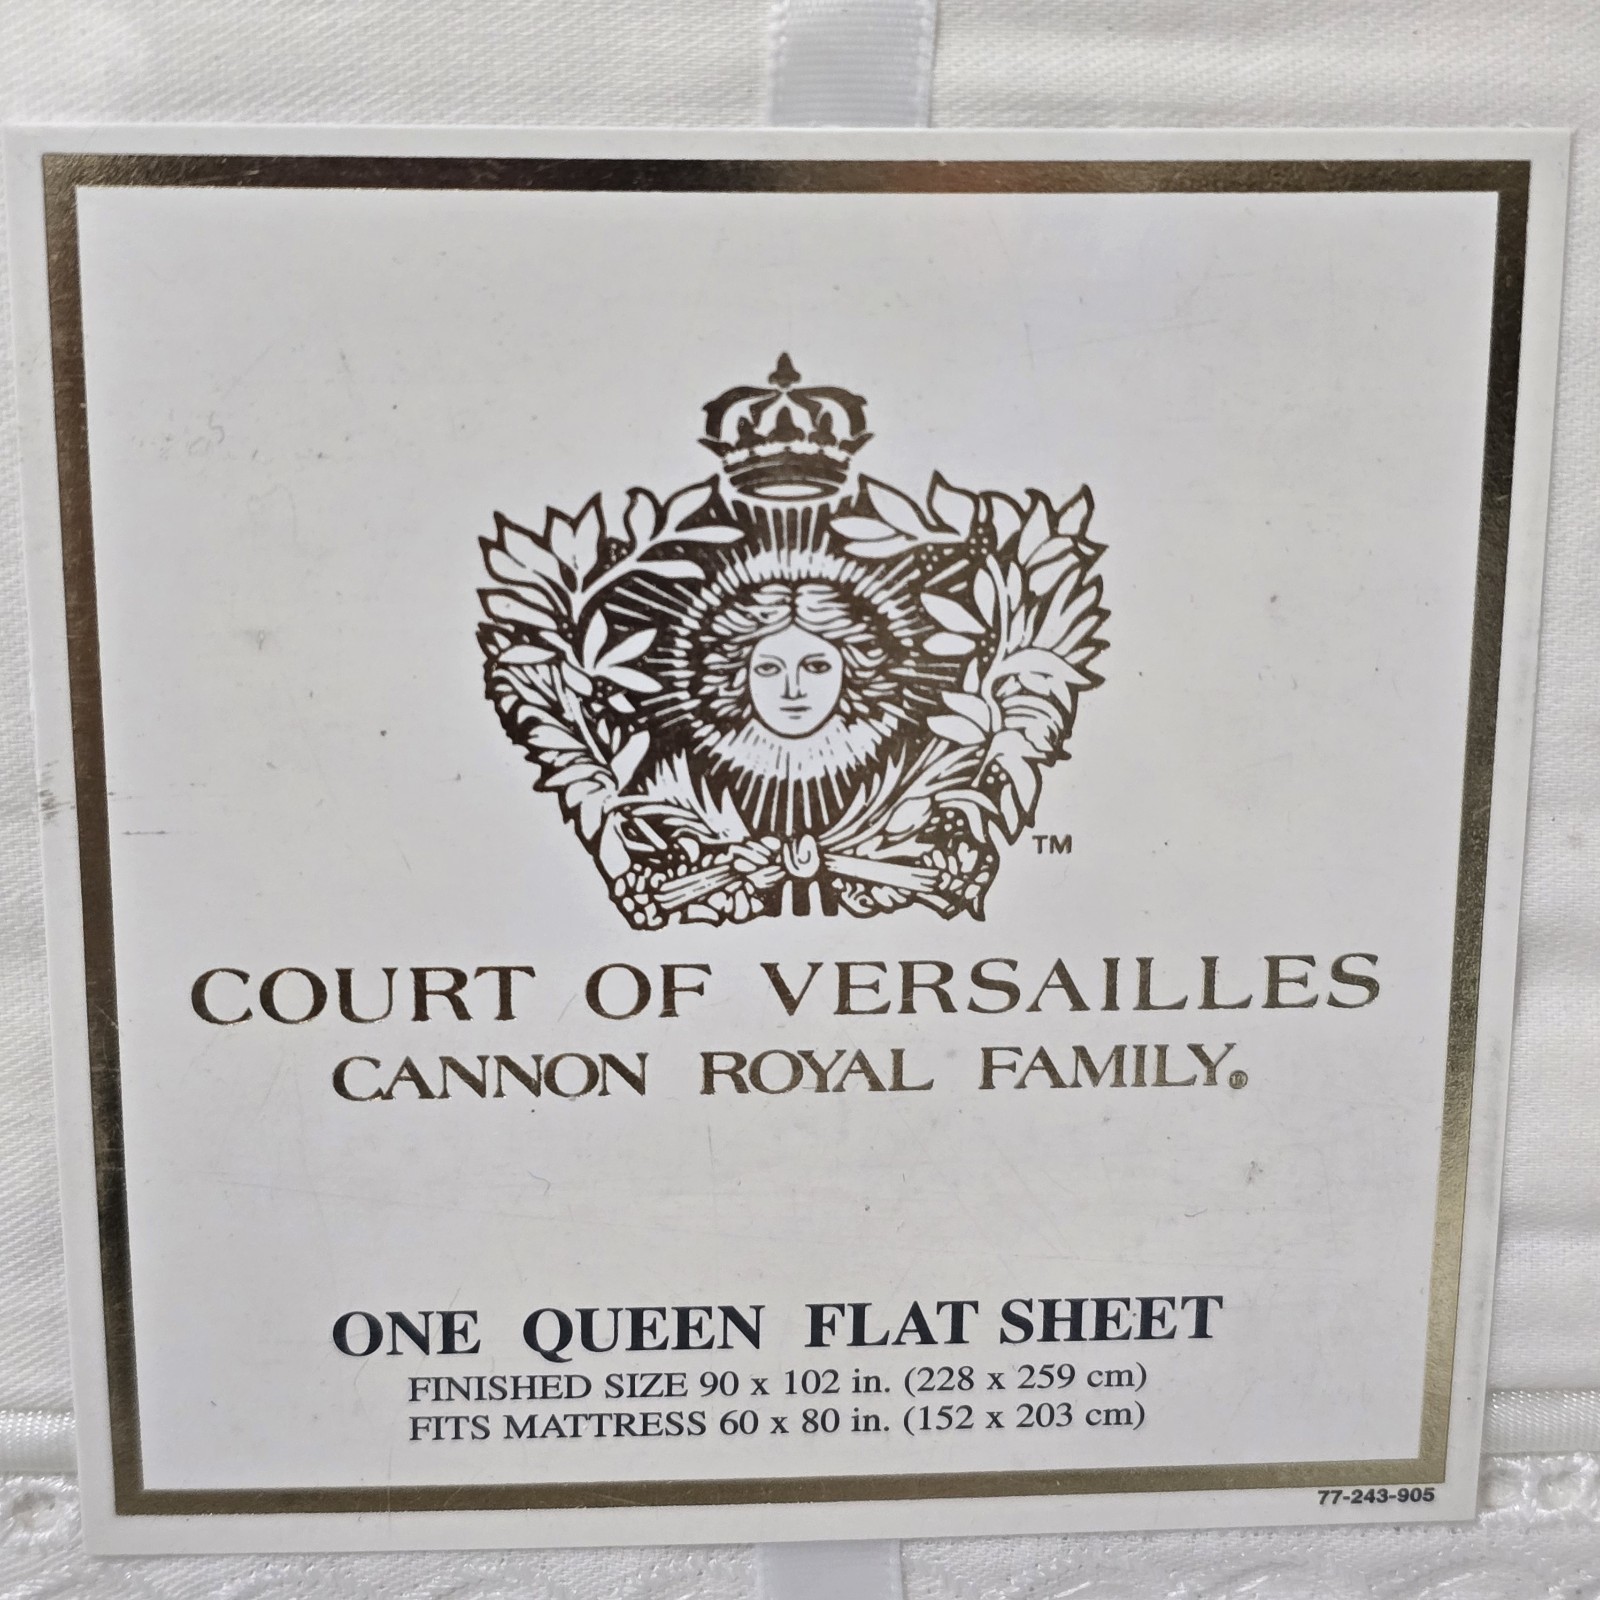 TM
COURT OF VERSAILLES
CANNON ROYAL FAMILY®
ONE QUEEN FLAT SHEET
FINISHED SIZE 90 x 102 in. (228 x 259 cm)
FITS MATTRESS 60 x 80 in. (152 x 203 cm)
77-243-905